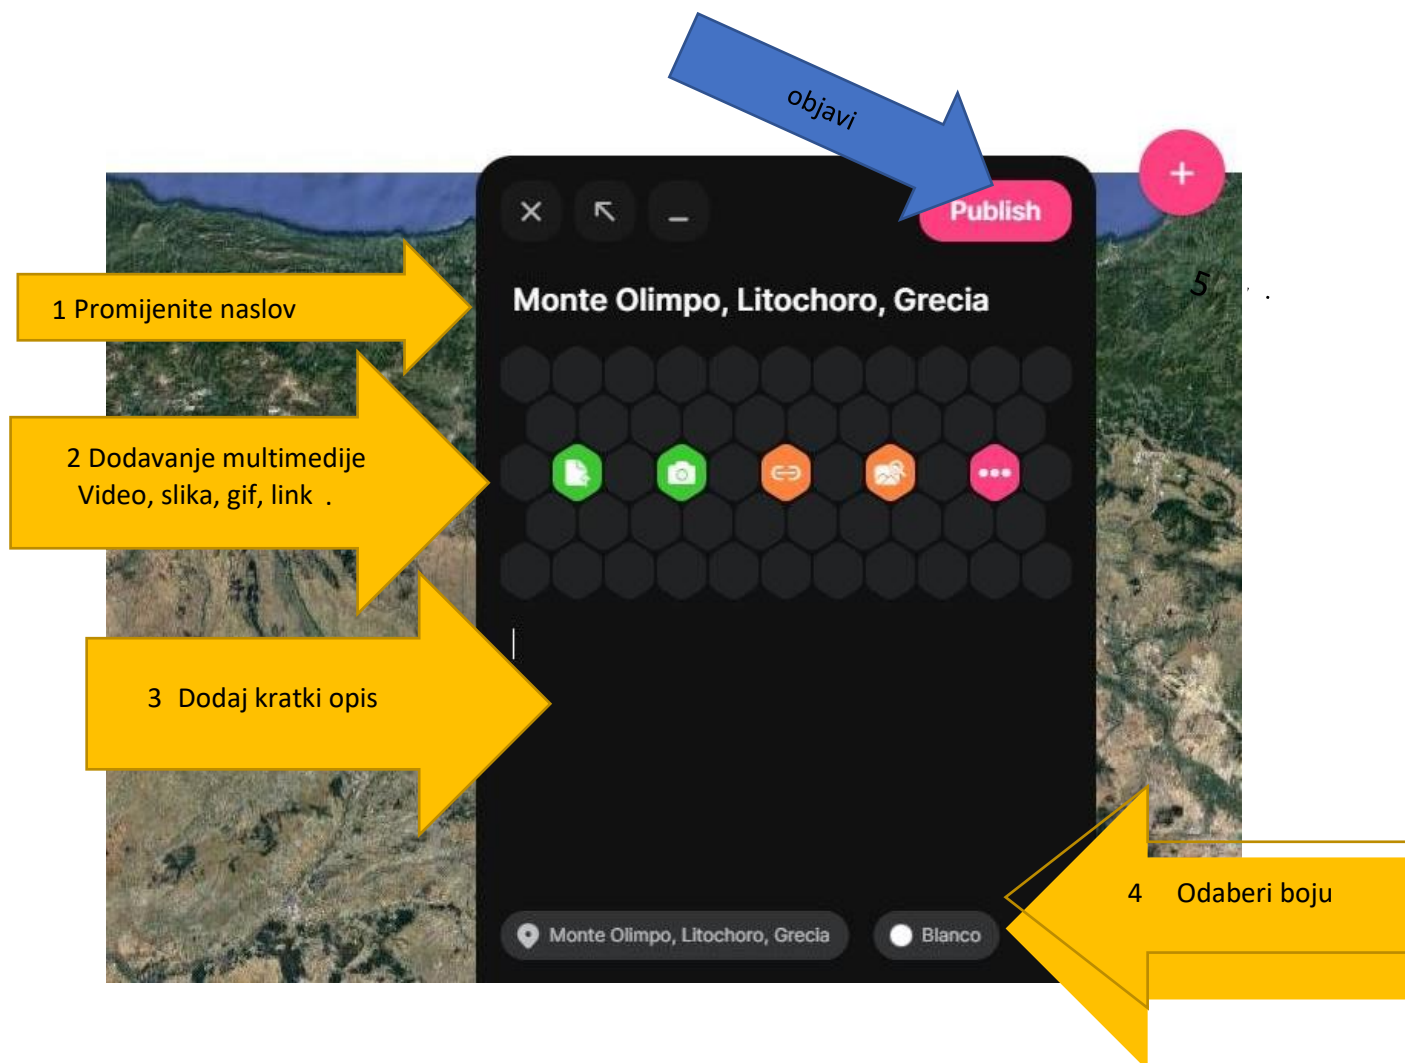 objavi
+
Publish
5 , .
1 Promijenite naslov
Monte Olimpo, Litochoro, Grecia
2 Dodavanje multimedije
Video, slika, gif, link .
3 Dodaj kratki opis
4 Odaberi boju
Monte Olimpo, Litochoro, Grecia
Blanco